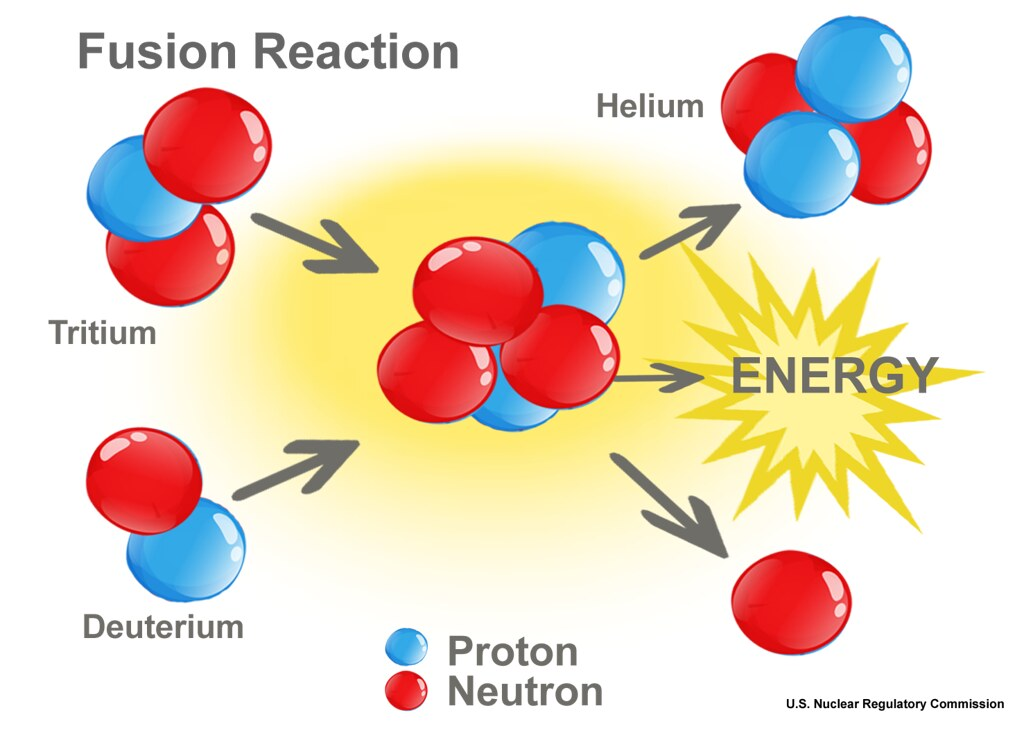 Fusion Reaction
Helium
Tritium
ENERGY
Deuterium
Proton
Neutron
U.S. Nuclear Regulatory Commission